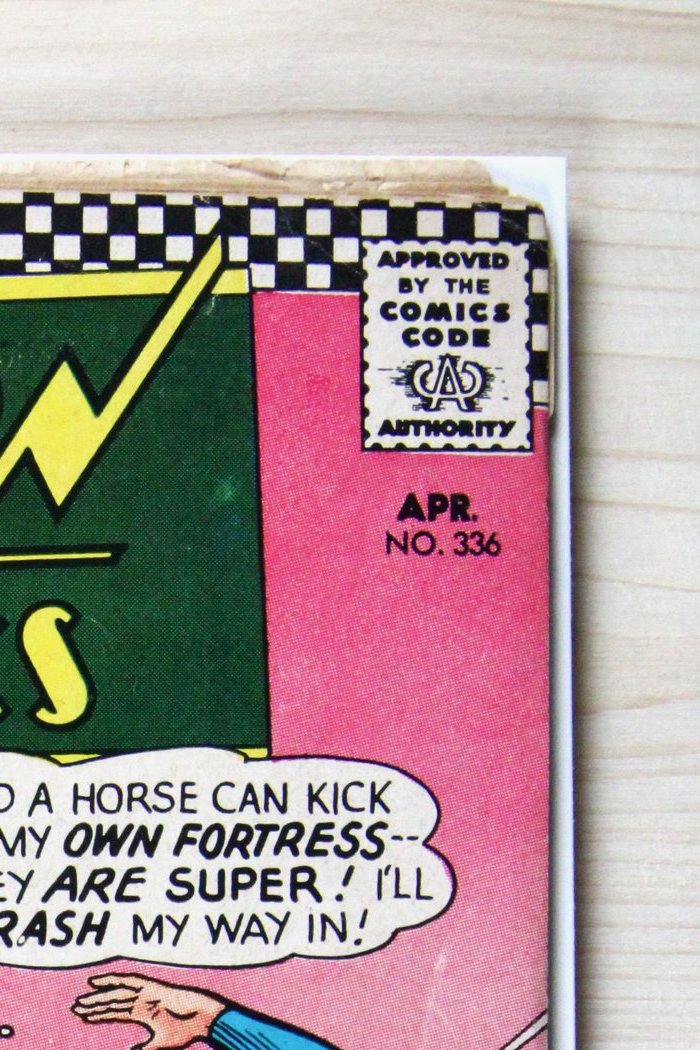 APPROVED
BY THE
COMICS
CODE
CA
AUTHORITY
APR.
NO. 336
A HORSE CAN KICK
MY OWN FORTRESS--
ARE SUPER! I'LL
MY WAY IN!